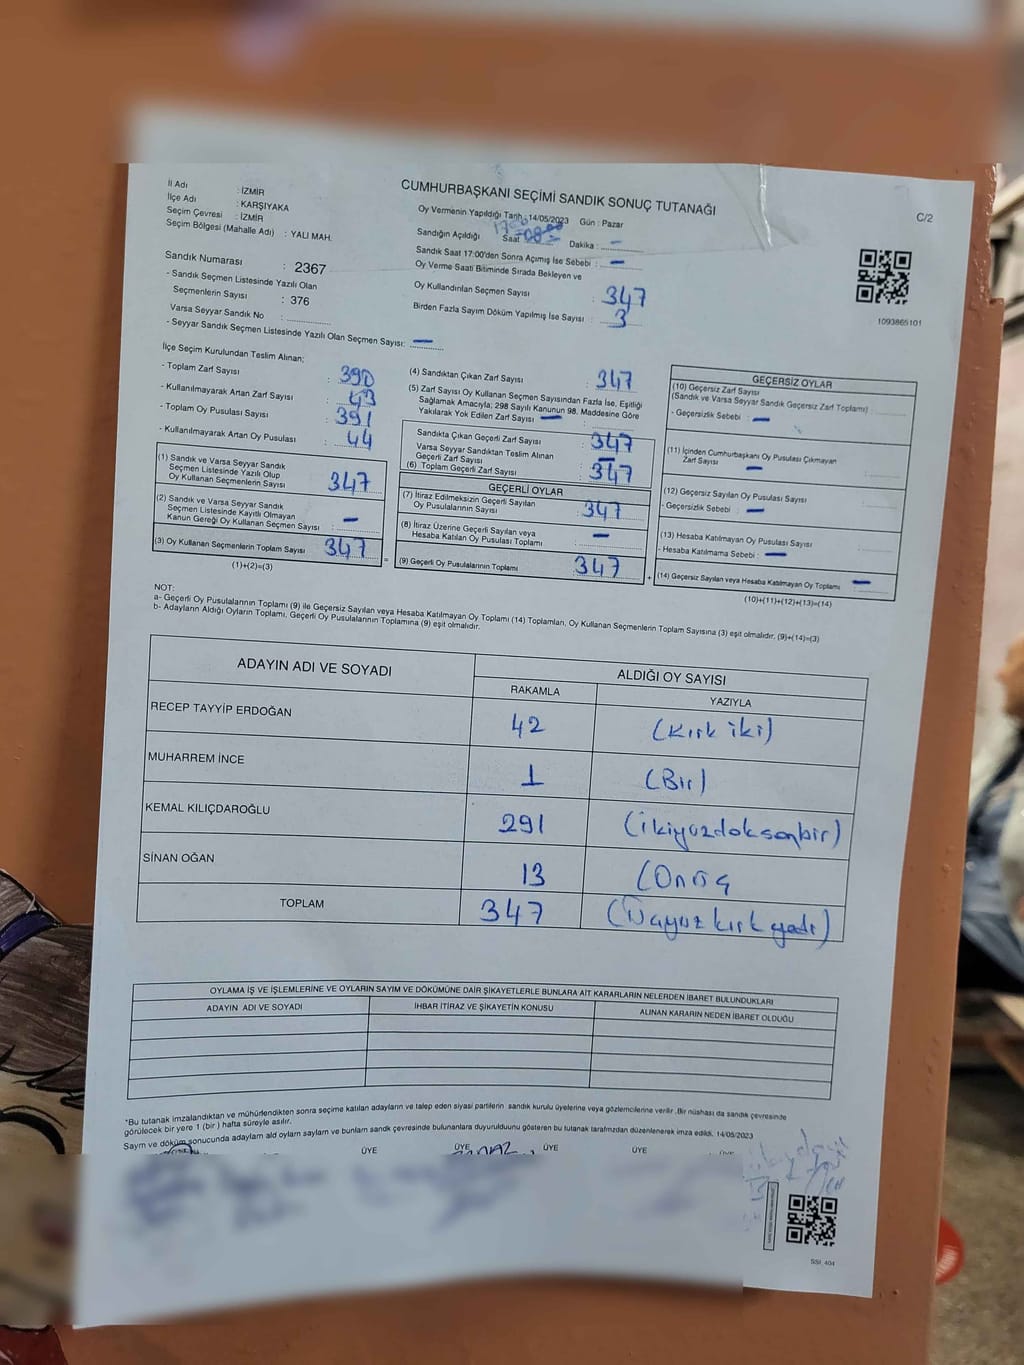 CUMHURBAŞKANI SEÇİMİ SANDIK SONUÇ TUTANAĞI
C/2
İl Adı : İZMİR
İlçe Adı : KARŞIYAKA
Seçim Çevresi : İZMİR
Seçim Bölgesi (Mahalle Adı) : YALI MAH.
Sandık Numarası : 2367
- Sandık Seçmen Listesinde Yazılı Olan
Seçmenlerin Sayısı : 376
Varsa Seyyar Sandık No :
- Seyyar Sandık Seçmen Listesinde Yazılı Olan Seçmen Sayısı: —
Oy Vermenin Yapıldığı Tarih : 14/05/2023 Gün : Pazar
Sandığın Açıldığı Saat Dakika : —
Sandık Saat 17:00'den Sonra Açımış İse Sebebi : —
Oy Verme Saati Bitiminde Sırada Bekleyen ve
Oy Kullandırılan Seçmen Sayısı : 347
Birden Fazla Sayım Döküm Yapılmış İse Sayısı : 3
1093865101
İlçe Seçim Kurulundan Teslim Alınan;
- Toplam Zarf Sayısı : 390
- Kullanılmayarak Artan Zarf Sayısı : 43
- Toplam Oy Pusulası Sayısı : 391
- Kullanılmayarak Artan Oy Pusulası : 44
(1) Sandık ve Varsa Seyyar Sandık
Seçmen Listesinde Yazılı Olup
Oy Kullanan Seçmenlerin Sayısı : 347
(2) Sandık ve Varsa Seyyar Sandık
Seçmen Listesinde Kayıtlı Olmayan
Kanun Gereği Oy Kullanan Seçmen Sayısı : —
(3) Oy Kullanan Seçmenlerin Toplam Sayısı : 347
(1)+(2)=(3)
(4) Sandıktan Çıkan Zarf Sayısı : 347
(5) Zarf Sayısı Oy Kullanan Seçmen Sayısından Fazla İse, Eşitliği
Sağlamak Amacıyla; 298 Sayılı Kanunun 98. Maddesine Göre
Yakılarak Yok Edilen Zarf Sayısı —
Sandıkta Çıkan Geçerli Zarf Sayısı : 347
Varsa Seyyar Sandıktan Teslim Alınan
Geçerli Zarf Sayısı : —
(6) Toplam Geçerli Zarf Sayısı : 347
GEÇERLİ OYLAR
(7) İtiraz Edilmeksizin Geçerli Sayılan
Oy Pusulalarının Sayısı : 347
(8) İtiraz Üzerine Geçerli Sayılan veya
Hesaba Katılan Oy Pusulası Toplamı : —
(9) Geçerli Oy Pusulalarının Toplamı : 347
GEÇERSİZ OYLAR
(10) Geçersiz Zarf Sayısı
(Sandık ve Varsa Seyyar Sandık Geçersiz Zarf Toplamı) :
- Geçersizlik Sebebi : —
(11) İçinden Cumhurbaşkanı Oy Pusulası Çıkmayan
Zarf Sayısı : —
(12) Geçersiz Sayılan Oy Pusulası Sayısı
- Geçersizlik Sebebi : —
(13) Hesaba Katılmayan Oy Pusulası Sayısı
- Hesaba Katılmama Sebebi : —
(14) Geçersiz Sayılan veya Hesaba Katılmayan Oy Toplamı : —
(10)+(11)+(12)+(13)=(14)
NOT:
a- Geçerli Oy Pusulalarının Toplamı (9) ile Geçersiz Sayılan veya Hesaba Katılmayan Oy Toplamı (14) Toplamları, Oy Kullanan Seçmenlerin Toplam Sayısına (3) eşit olmalıdır. (9)+(14)=(3)
b- Adayların Aldığı Oyların Toplamı, Geçerli Oy Pusulalarının Toplamına (9) eşit olmalıdır.
ADAYIN ADI VE SOYADI ALDIĞI OY SAYISI
RAKAMLA YAZIYLA
RECEP TAYYİP ERDOĞAN 42 (Kırk iki)
MUHARREM İNCE 1 (Bir)
KEMAL KILIÇDAROĞLU 291 (ikiyüzdoksanbir)
SİNAN OĞAN 13 (Onüç
TOPLAM 347 (Üçyüz kırk yedi)
OYLAMA İŞ VE İŞLEMLERİNE VE OYLARIN SAYIM VE DÖKÜMÜNE DAİR ŞİKAYETLERLE BUNLARA AİT KARARLARIN NELERDEN İBARET BULUNDUKLARI
ADAYIN ADI VE SOYADI İHBAR İTİRAZ VE ŞİKAYETİN KONUSU ALINAN KARARIN NEDEN İBARET OLDUĞU
*Bu tutanak imzalandıktan ve mühürlendikten sonra seçime katılan adayların ve talep eden siyasi partilerin sandık kurulu üyelerine veya gözlemcilerine verilir. Bir nüshası da sandık çevresinde
görülecek bir yere 1 (bir) hafta süreyle asılır.
Sayım ve döküm sonucunda adayların aldığı oyların sayıları ve bunların sandık çevresinde bulunanlara duyurulduunu gösteren bu tutanak tarafımızdan düzenlenerek imza edildi. 14/05/2023
ÜYE ÜYE ÜYE ÜYE
SSI_404